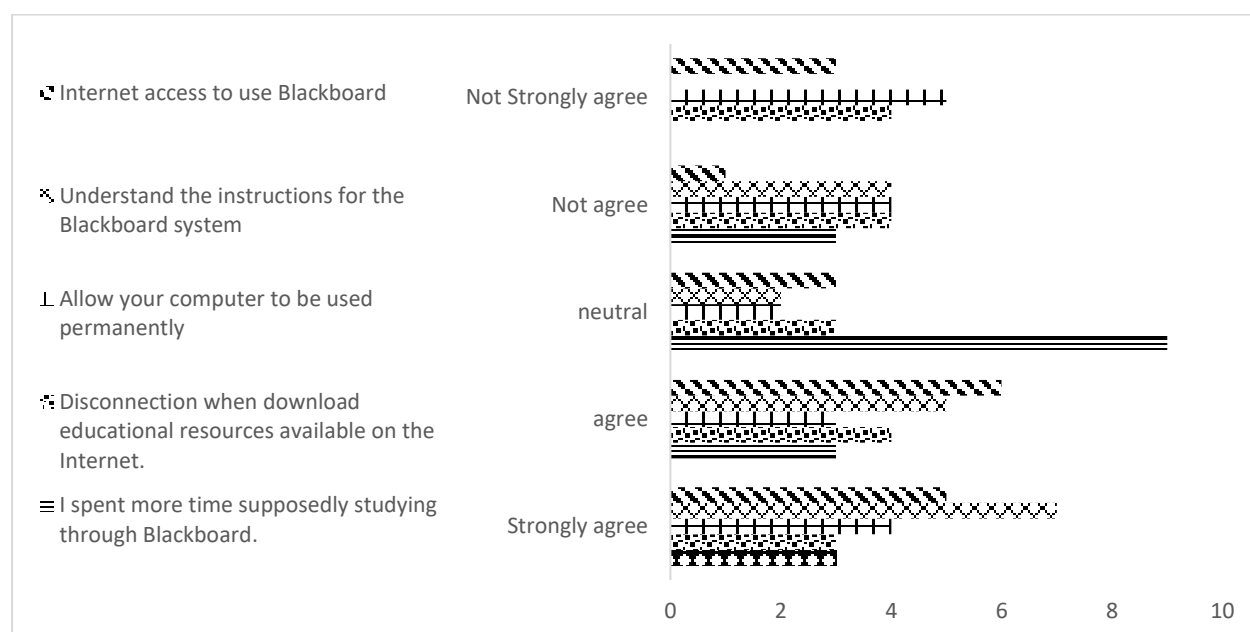 Internet access to use Blackboard
Understand the instructions for the
Blackboard system
Allow your computer to be used
permanently
Disconnection when download
educational resources available on the
Internet.
I spent more time supposedly studying
through Blackboard.
Not Strongly agree
Not agree
neutral
agree
Strongly agree
0 2 4 6 8 10